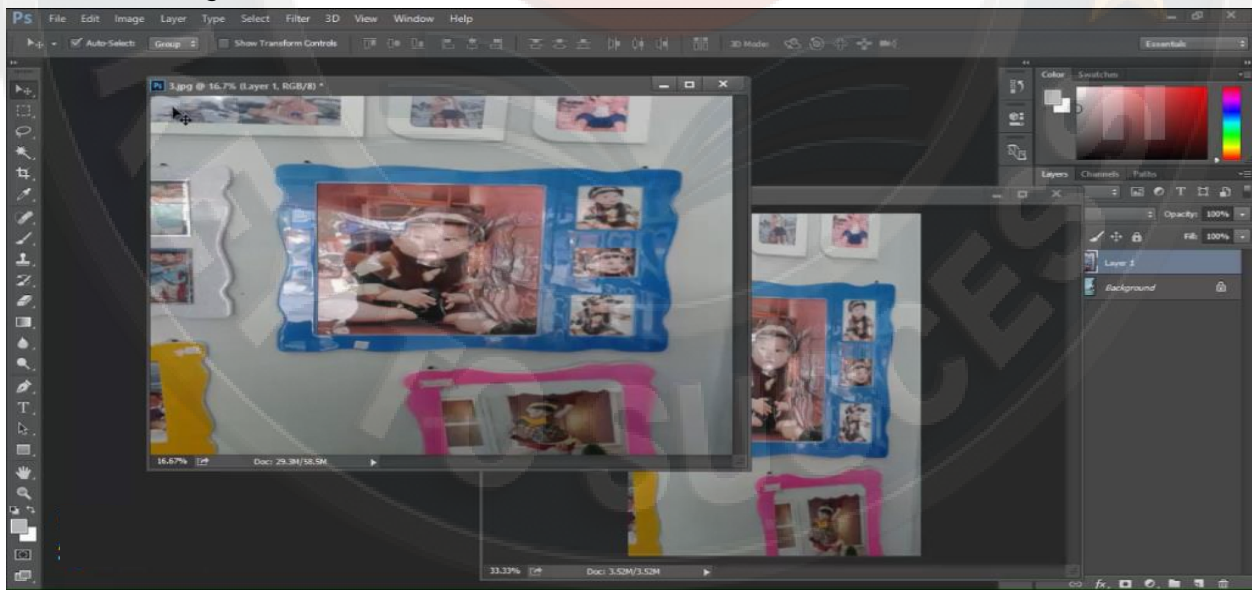 Ps File Edit Image Layer Type Select Filter 3D View Window Help
Auto-Select: Group Show Transform Controls 3D Mode: Essentials
3.jpg @ 16.7% (Layer 1, RGB/8) *
Color Swatches
Layers Channels Paths
Opacity: 100%
Fill: 100%
Layer 1
Background
16.67% Doc: 29.3M/58.5M
33.33% Doc: 3.52M/3.52M
SUCCESS